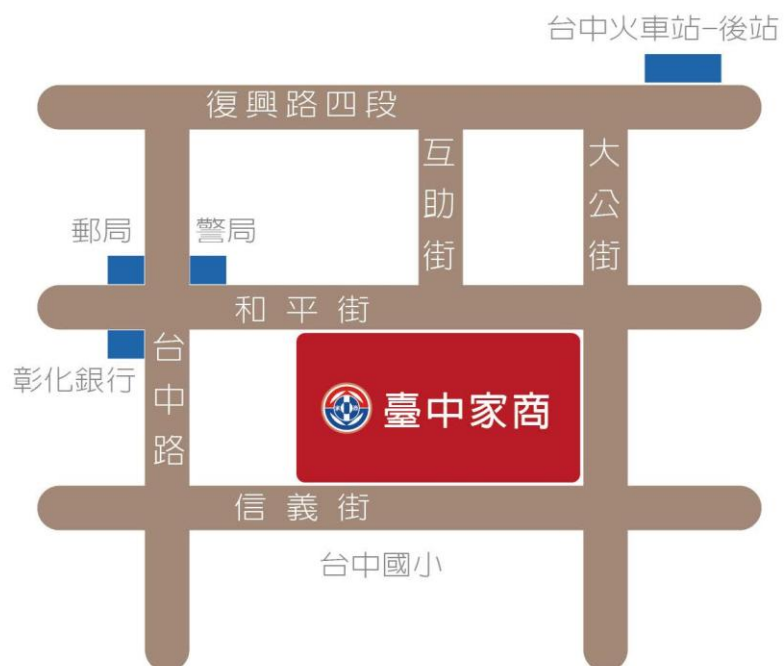 台中火車站-後站
復興路四段
互助街
大公街
郵局
警局
和平街
彰化銀行
台中路
臺中家商
信義街
台中國小